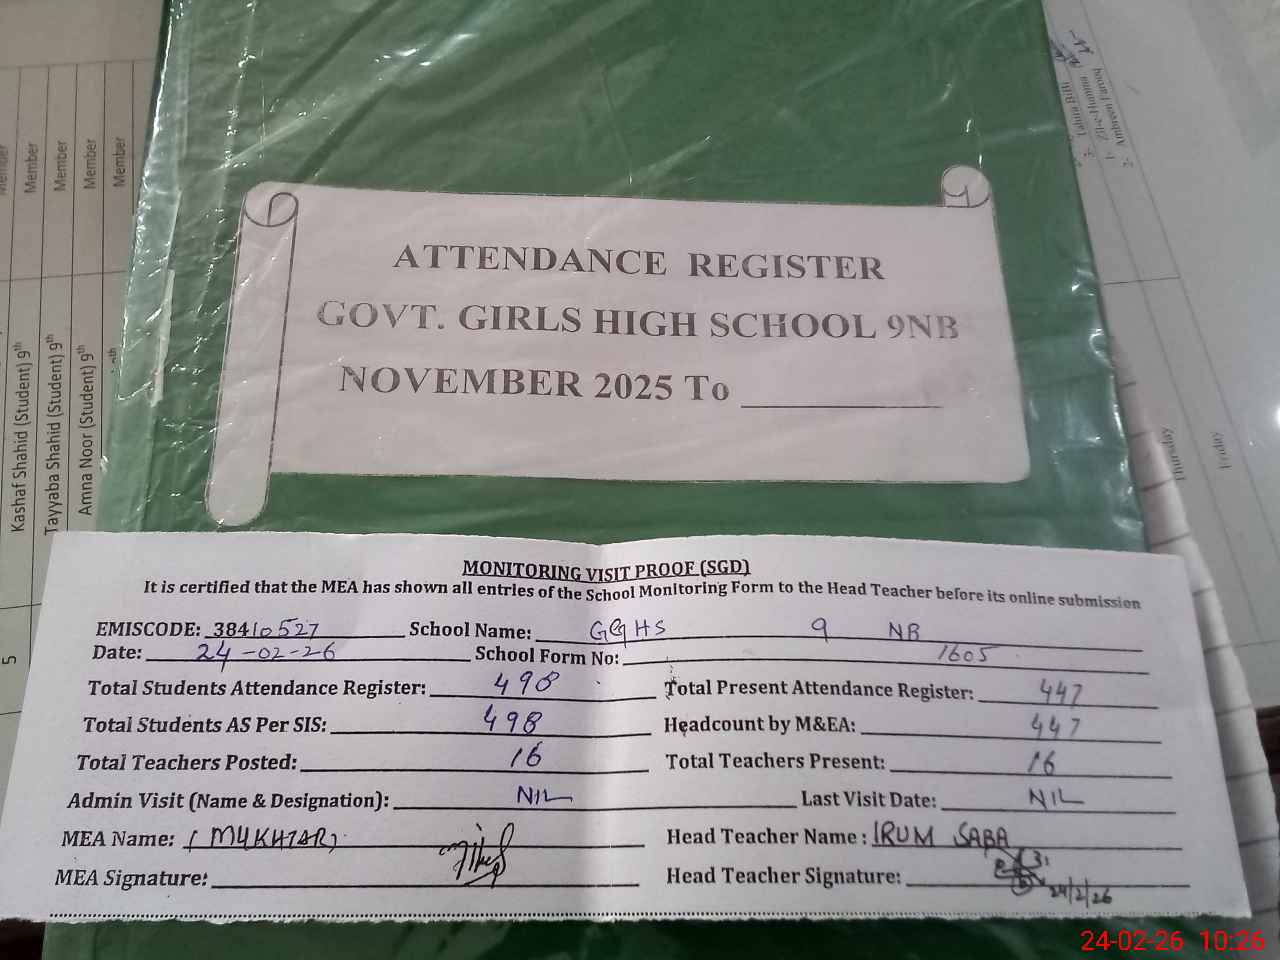 ATTENDANCE REGISTER
GOVT. GIRLS HIGH SCHOOL 9NB
NOVEMBER 2025 To
MONITORING VISIT PROOF (SGD)
It is certified that the MEA has shown all entries of the School Monitoring Form to the Head Teacher before its online submission
EMISCODE: 38410527 School Name: GGHS 9 NB
Date: 24-02-26 School Form No: 1605
Total Students Attendance Register: 498 Total Present Attendance Register: 447
Total Students AS Per SIS: 498 Headcount by M&EA: 447
Total Teachers Posted: 16 Total Teachers Present: 16
Admin Visit (Name & Designation): NIL Last Visit Date: NIL
MEA Name: (MUKHTAR) Head Teacher Name : IRUM SABA
MEA Signature: Head Teacher Signature: 24/2/26
Member
Member
Member
Member
Member
Kashaf Shahid (Student) 9th
Tayyaba Shahid (Student) 9th
Amna Noor (Student) 9th
5
Thursday
Friday
24-02-26 10:26